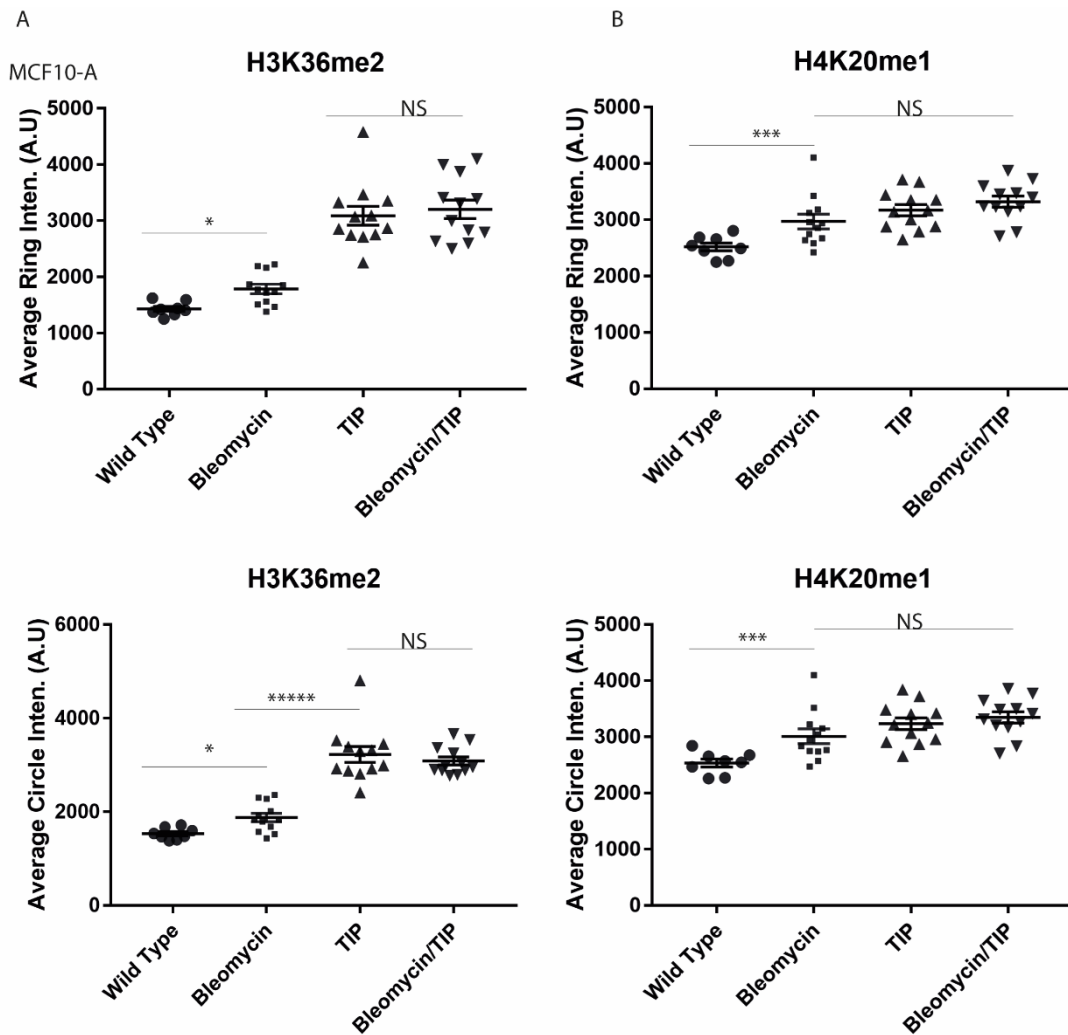 A
B
MCF10-A
H3K36me2
Average Ring Inten. (A.U)
5000
4000
3000
2000
1000
0
*
NS
Wild Type
Bleomycin
TIP
Bleomycin/TIP
H4K20me1
Average Ring Inten. (A.U)
5000
4000
3000
2000
1000
0
***
NS
Wild Type
Bleomycin
TIP
Bleomycin/TIP
H3K36me2
Average Circle Inten. (A.U)
6000
4000
2000
0
*
*****
NS
Wild Type
Bleomycin
TIP
Bleomycin/TIP
H4K20me1
Average Circle Inten. (A.U)
5000
4000
3000
2000
1000
0
***
NS
Wild Type
Bleomycin
TIP
Bleomycin/TIP